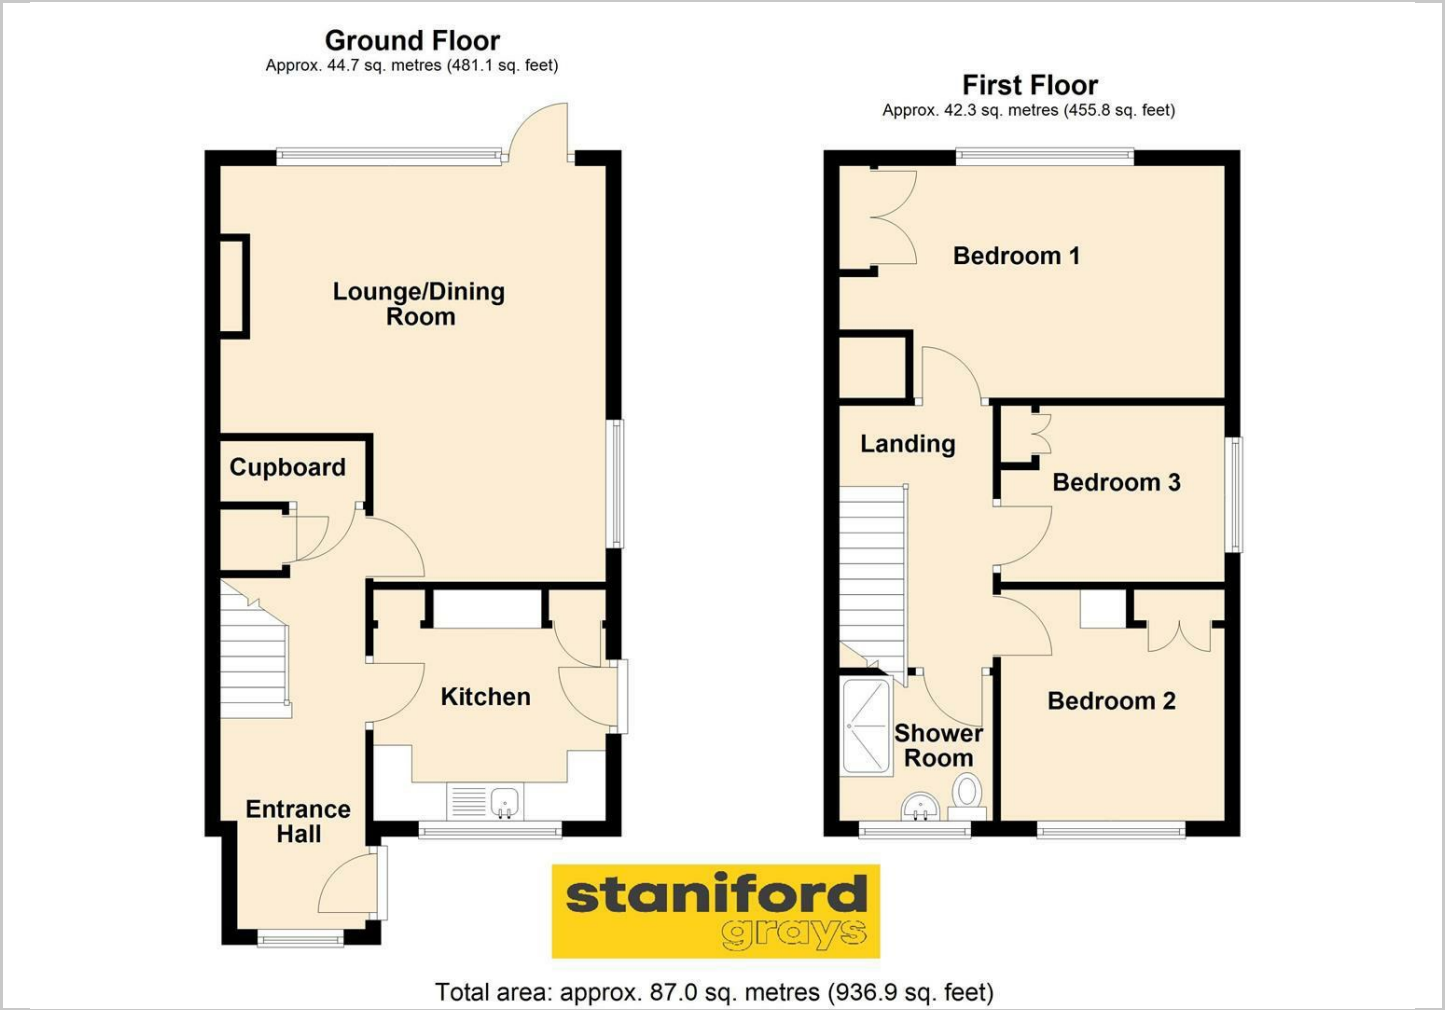 Ground Floor
Approx. 44.7 sq. metres (481.1 sq. feet)
First Floor
Approx. 42.3 sq. metres (455.8 sq. feet)
Lounge/Dining
Room
Cupboard
Kitchen
Entrance
Hall
Bedroom 1
Landing
Bedroom 3
Bedroom 2
Shower
Room
staniford
grays
Total area: approx. 87.0 sq. metres (936.9 sq. feet)